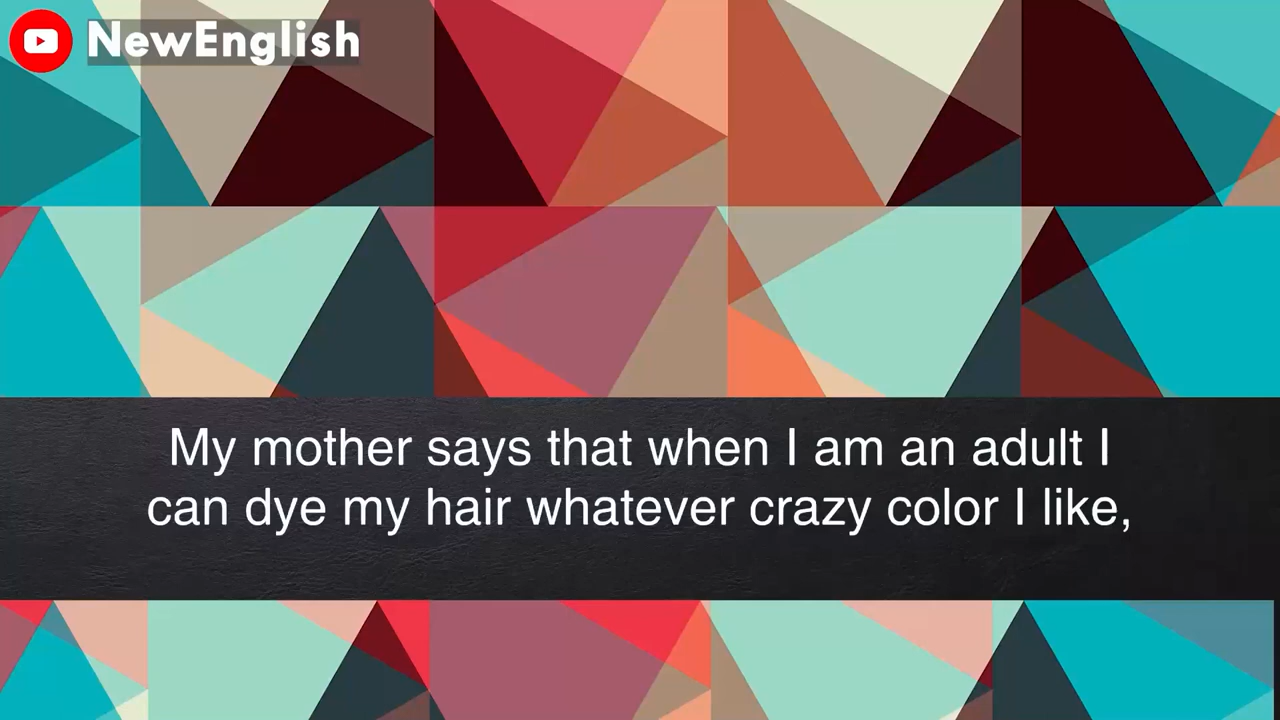 NewEnglish
My mother says that when I am an adult I
can dye my hair whatever crazy color I like,